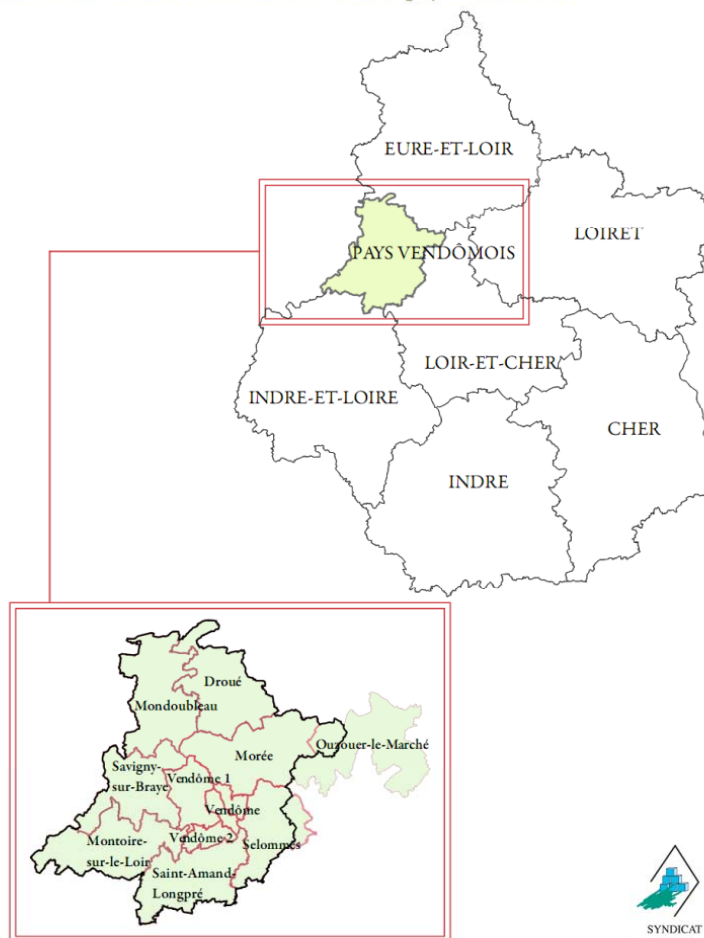 EURE-ET-LOIR
LOIRET
PAYS VENDÔMOIS
LOIR-ET-CHER
INDRE-ET-LOIRE
CHER
INDRE
Droué
Mondoubleau
Ouzouer-le-Marché
Morée
Savigny-
sur-Braye
Vendôme 1
Vendôme
Vendôme 2
Selommes
Montoire-
sur-le-Loir
Saint-Amand-
Longpré
SYNDICAT